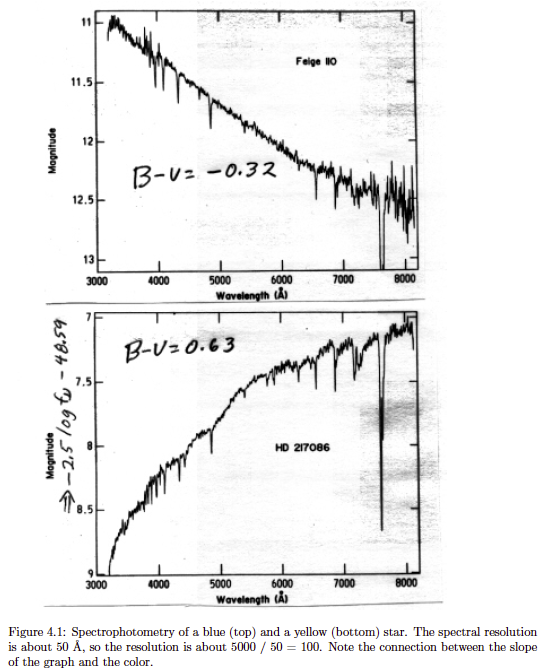 11
11.5
12
12.5
13
Magnitude
Feige 110
B-V = -0.32
3000 4000 5000 6000 7000 8000
Wavelength (Å)
7
7.5
8
8.5
9
Magnitude
⇒ -2.5 log fν - 48.59
B-V = 0.63
HD 217086
3000 4000 5000 6000 7000 8000
Wavelength (Å)
Figure 4.1: Spectrophotometry of a blue (top) and a yellow (bottom) star. The spectral resolution
is about 50 Å, so the resolution is about 5000 / 50 = 100. Note the connection between the slope
of the graph and the color.